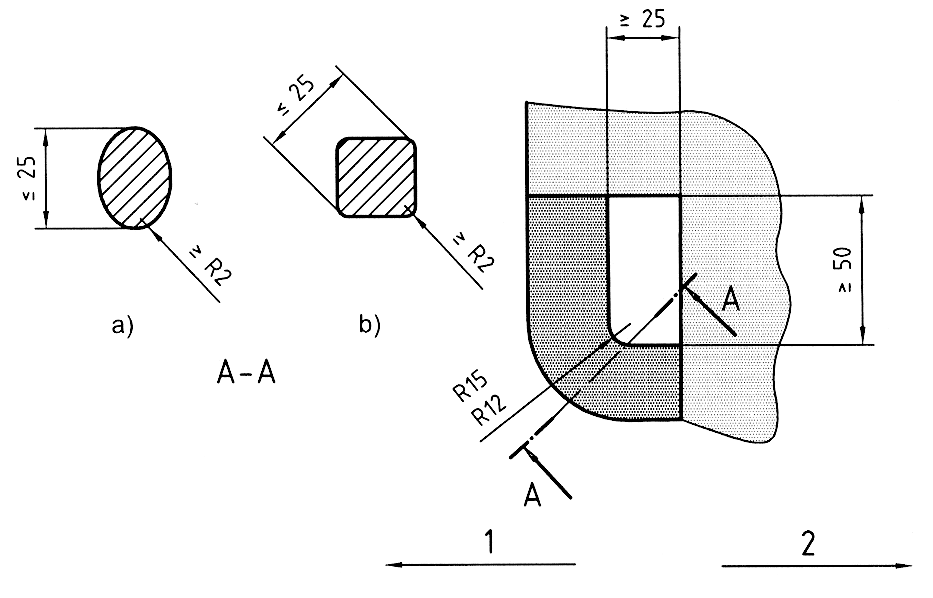 ≥ 25
≤ 25
≤ 25
≥ R2
≥ R2
≥ 50
a)
b)
A
A–A
R15
R12
A
1
2